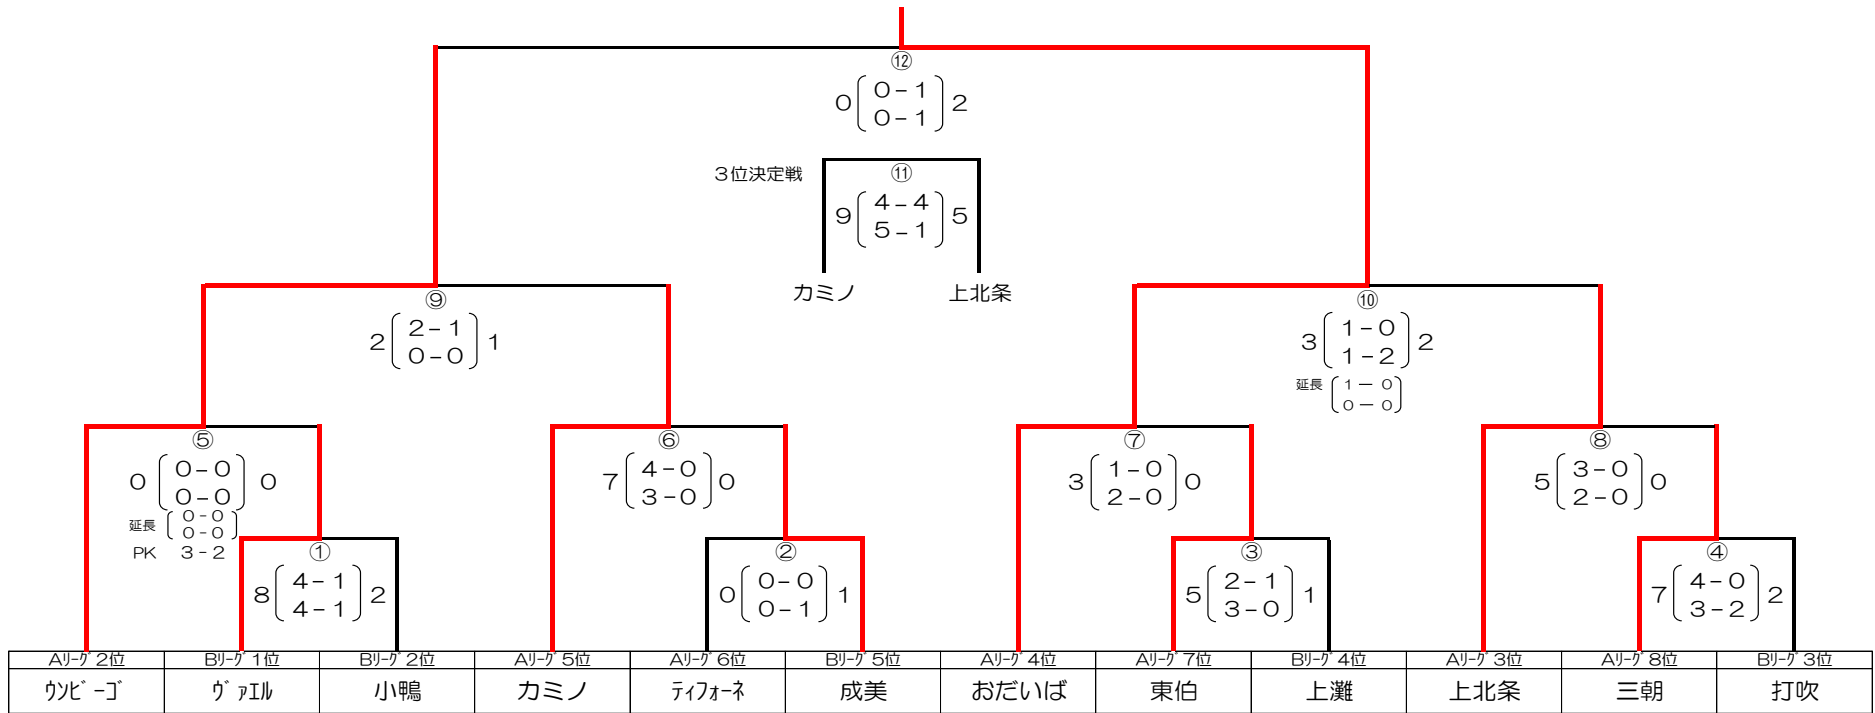 ⑫
0 0-1 2
0-1
3位決定戦 ⑪
9 4-4 5
5-1
カミノ 上北条
⑨
2 2-1 1
0-0
⑩
3 1-0 2
1-2
延長 1-0
0-0
⑤
0 0-0 0
0-0
延長 0-0
0-0
PK 3-2
⑥
7 4-0 0
3-0
⑦
3 1-0 0
2-0
⑧
5 3-0 0
2-0
①
8 4-1 2
4-1
②
0 0-0 1
0-1
③
5 2-1 1
3-0
④
7 4-0 2
3-2
Aリーグ2位 Bリーグ1位 Bリーグ2位 Aリーグ5位 Aリーグ6位 Bリーグ5位 Aリーグ4位 Aリーグ7位 Bリーグ4位 Aリーグ3位 Aリーグ8位 Bリーグ3位
ウンビーゴ ヴァエル 小鴨 カミノ ティフォーネ 成美 おだいば 東伯 上灘 上北条 三朝 打吹